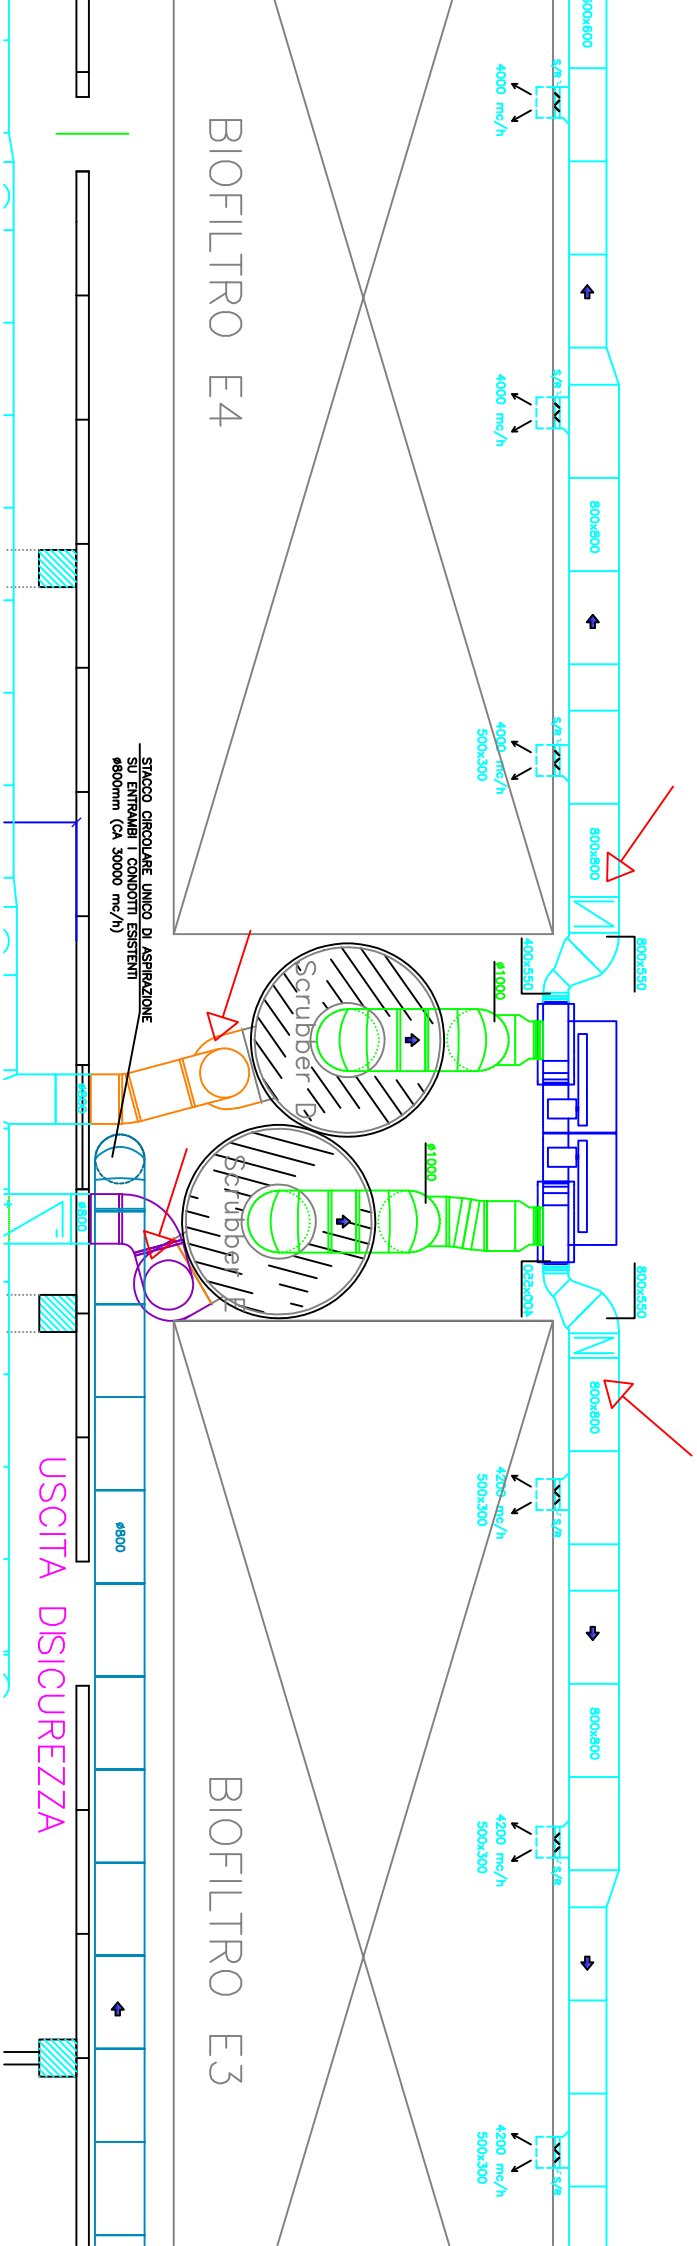 800x600
S/R
4000 mc/h
BIOFILTRO E4
S/R
4000 mc/h
800x800
S/R
4000 mc/h
500x300
800x800
STACCO CIRCOLARE UNICO DI ASPIRAZIONE
SU ENTRAMBI I CONDOTTI ESISTENTI
ø800mm (CA 30000 mc/h)
800x550
400x550
ø1000
Scrubber D
ø800
ø1000
Scrubber E
ø800
800x550
400x550
800x800
S/R
4200 mc/h
500x300
ø800
USCITA DISICUREZZA
800x800
BIOFILTRO E3
S/R
4200 mc/h
500x300
S/R
4200 mc/h
500x300